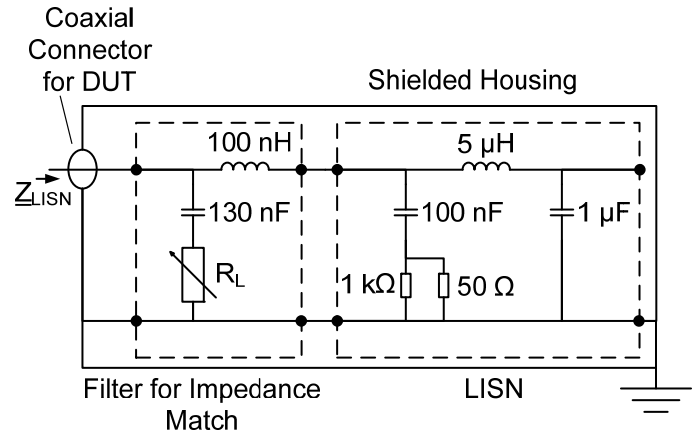 Coaxial
Connector
for DUT
Shielded Housing
100 nH
5 µH
Z_LISN
130 nF
100 nF
1 µF
R_L
1 kΩ
50 Ω
Filter for Impedance
Match
LISN